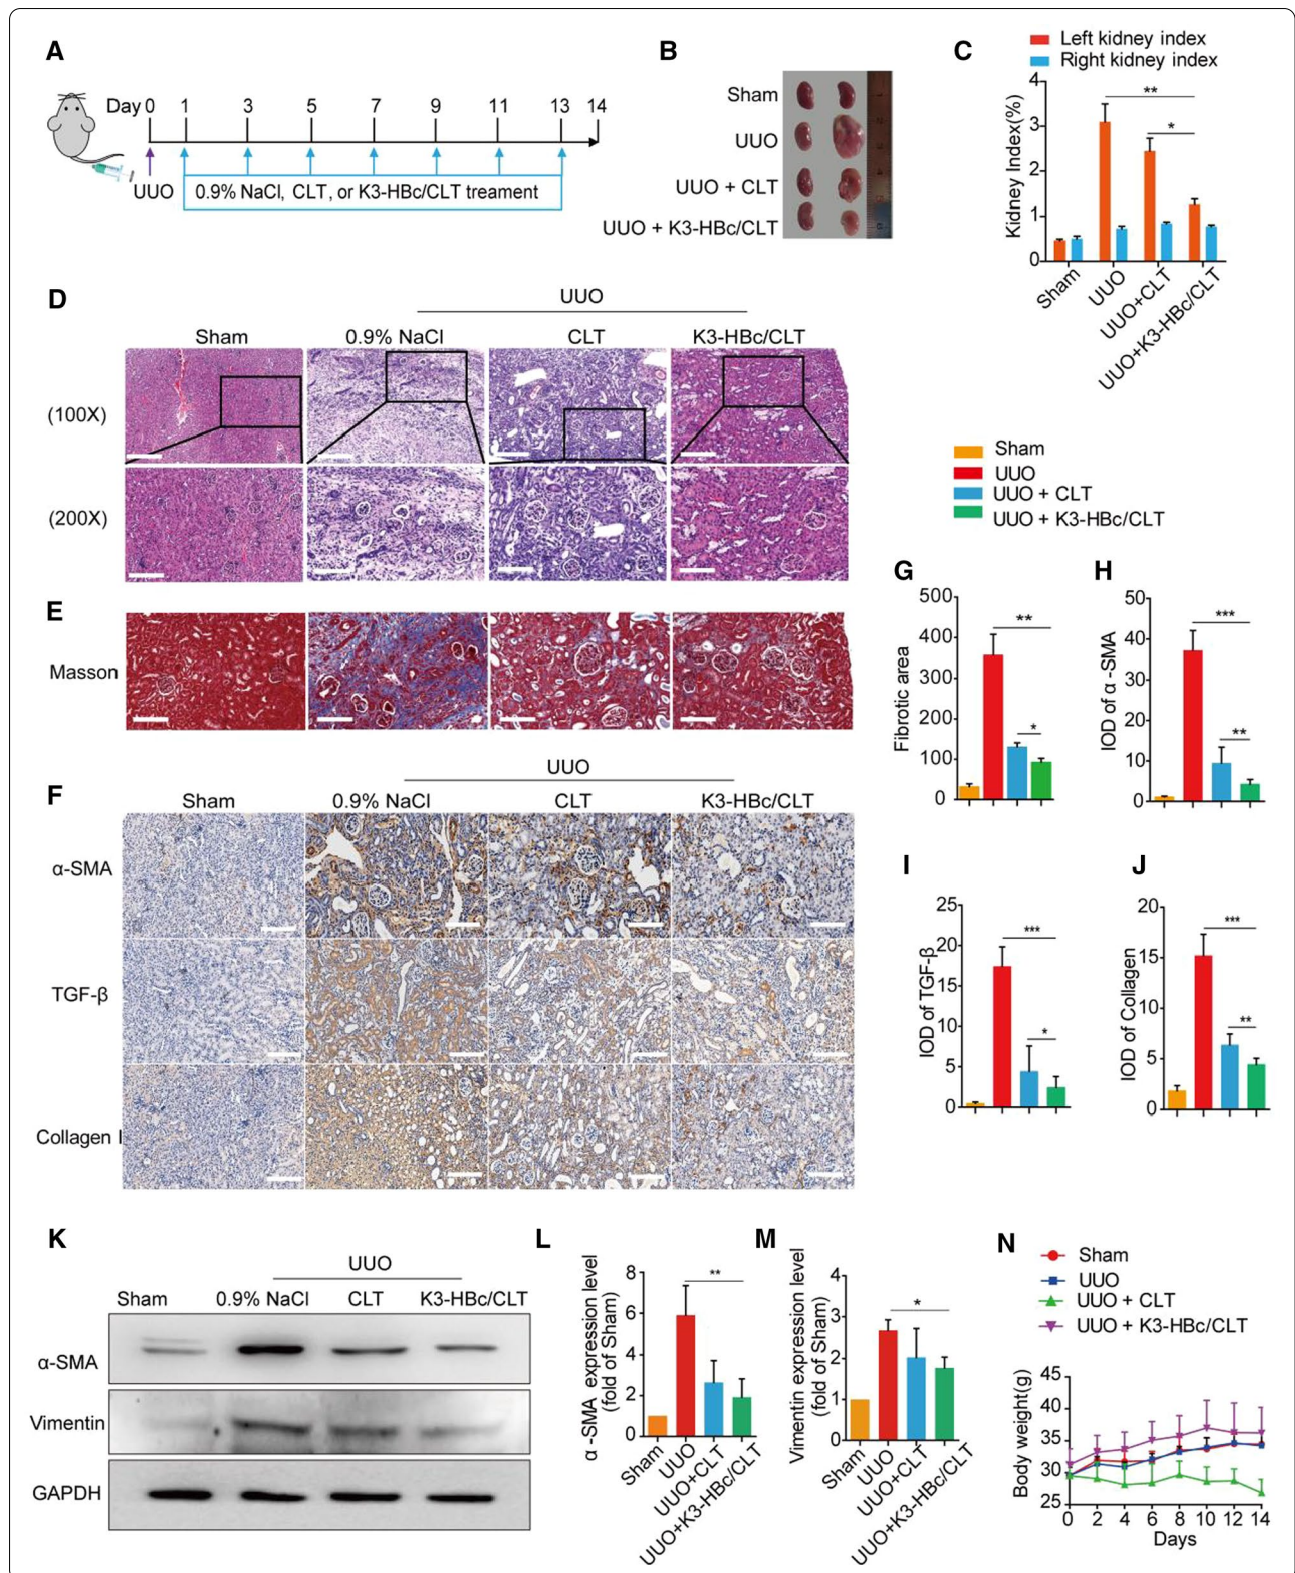 A
Day 0 1 3 5 7 9 11 13 14
UUO
0.9% NaCl, CLT, or K3-HBc/CLT treament
B
Sham
UUO
UUO + CLT
UUO + K3-HBc/CLT
C
Left kidney index
Right kidney index
Kidney Index(%)
4
3
2
1
0
**
*
Sham
UUO
UUO+CLT
UUO+K3-HBc/CLT
D
UUO
Sham 0.9% NaCl CLT K3-HBc/CLT
(100X)
(200X)
E
Masson
Sham
UUO
UUO + CLT
UUO + K3-HBc/CLT
F
UUO
Sham 0.9% NaCl CLT K3-HBc/CLT
α-SMA
TGF-β
Collagen I
G
Fibrotic area
500
400
300
200
100
0
**
*
H
IOD of α -SMA
50
40
30
20
10
0
***
**
I
IOD of TGF-β
25
20
15
10
5
0
***
*
J
IOD of Collagen
20
15
10
5
0
***
**
K
UUO
Sham 0.9% NaCl CLT K3-HBc/CLT
α-SMA
Vimentin
GAPDH
L
α -SMA expression level
(fold of Sham)
8
6
4
2
0
**
Sham
UUO
UUO+CLT
UUO+K3-HBc/CLT
M
Vimentin expression level
(fold of Sham)
4
3
2
1
0
*
Sham
UUO
UUO+CLT
UUO+K3-HBc/CLT
N
Sham
UUO
UUO + CLT
UUO + K3-HBc/CLT
Body weight(g)
45
40
35
30
25
0 2 4 6 8 10 12 14
Days